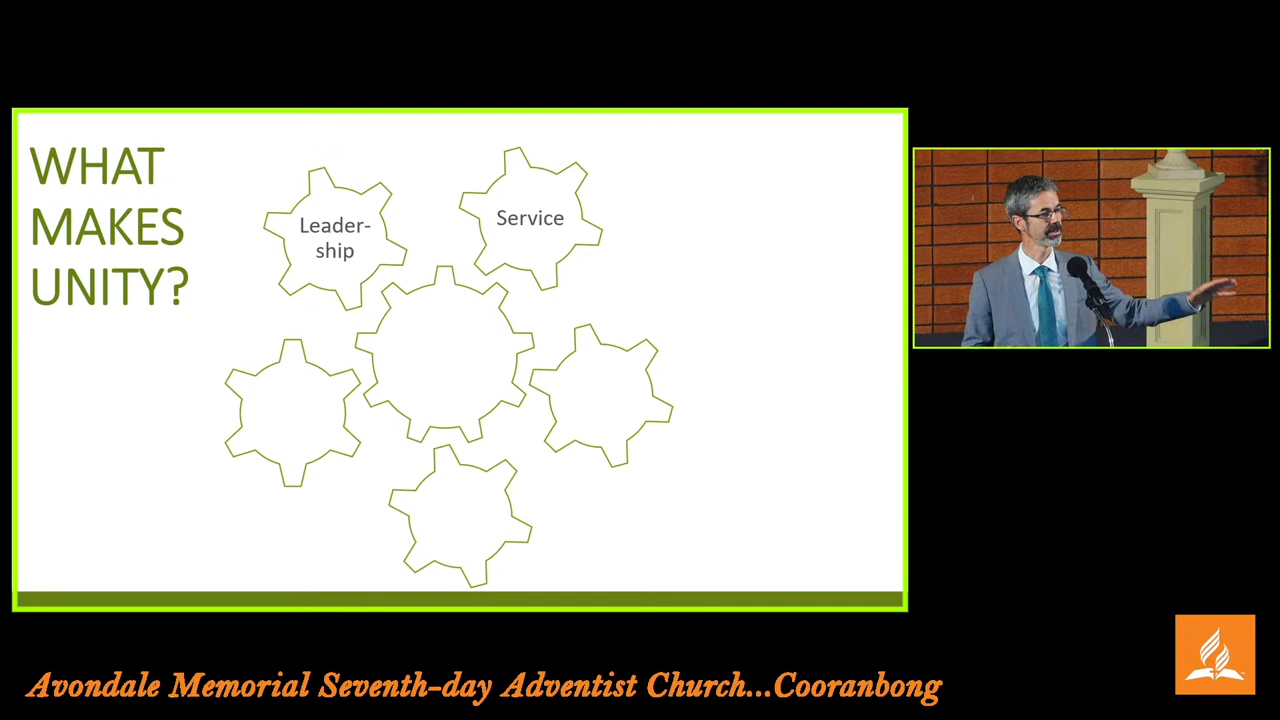 WHAT
MAKES
UNITY?
Leader-
ship
Service
Avondale Memorial Seventh-day Adventist Church...Cooranbong